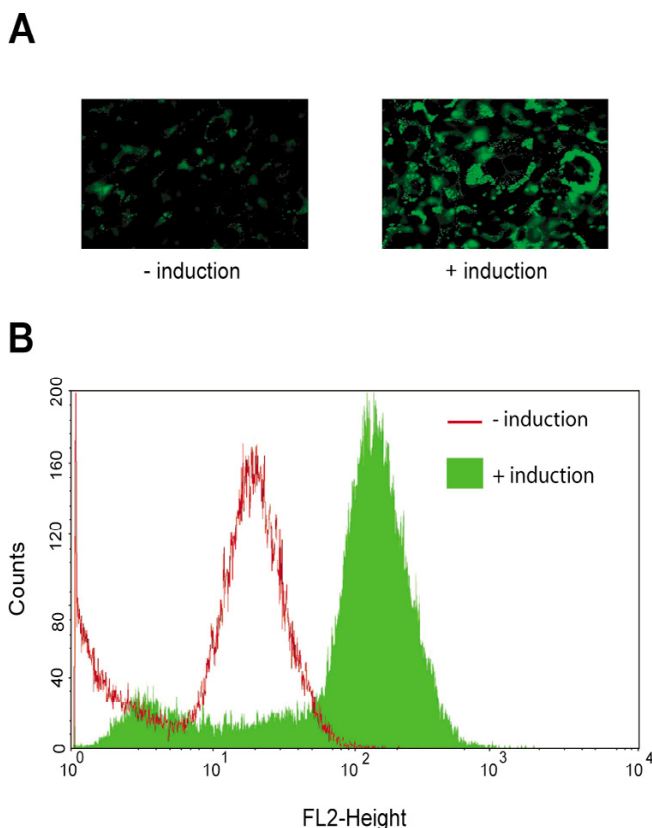 A
- induction
+ induction
B
200
160
120
80
40
0
Counts
- induction
+ induction
10⁰
10¹
10²
10³
10⁴
FL2-Height